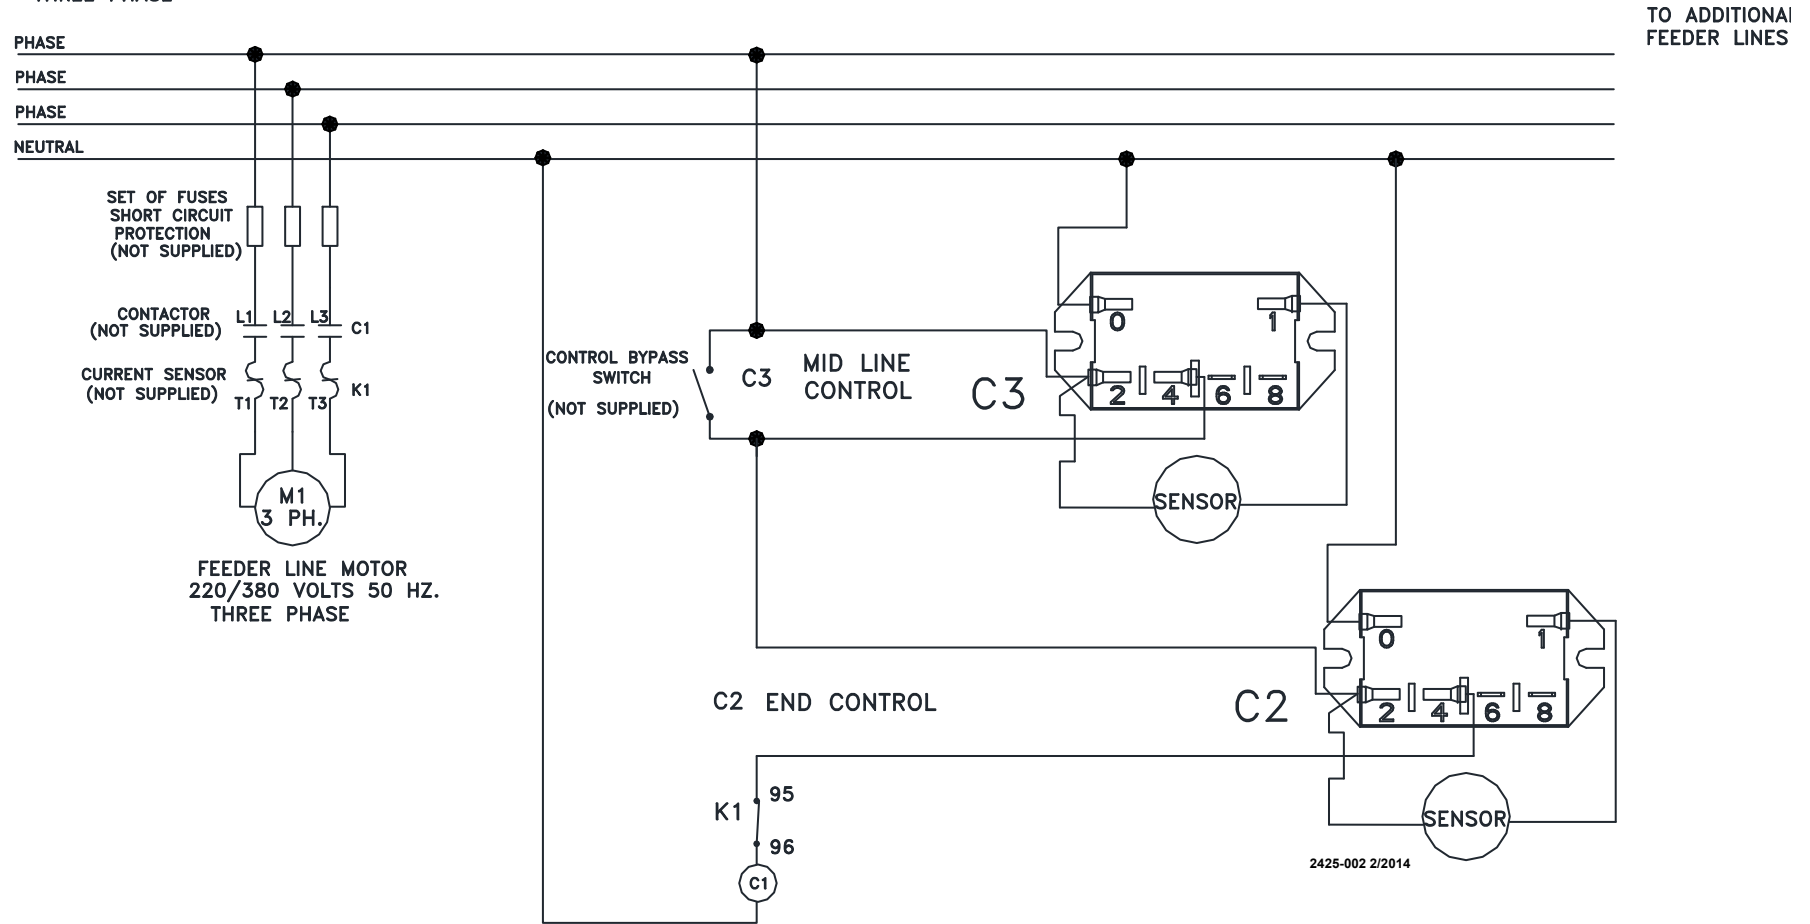 THREE PHASE
TO ADDITIONAL
FEEDER LINES
PHASE
PHASE
PHASE
NEUTRAL
SET OF FUSES
SHORT CIRCUIT
PROTECTION
(NOT SUPPLIED)
CONTACTOR
(NOT SUPPLIED)
L1 L2 L3 C1
CURRENT SENSOR
(NOT SUPPLIED)
K1
T1 T2 T3
M1
3 PH.
FEEDER LINE MOTOR
220/380 VOLTS 50 HZ.
THREE PHASE
CONTROL BYPASS
SWITCH
(NOT SUPPLIED)
C3
MID LINE
CONTROL
C3
0 1
2 4 6 8
SENSOR
C2 END CONTROL
C2
0 1
2 4 6 8
SENSOR
K1
95
96
C1
2425-002 2/2014